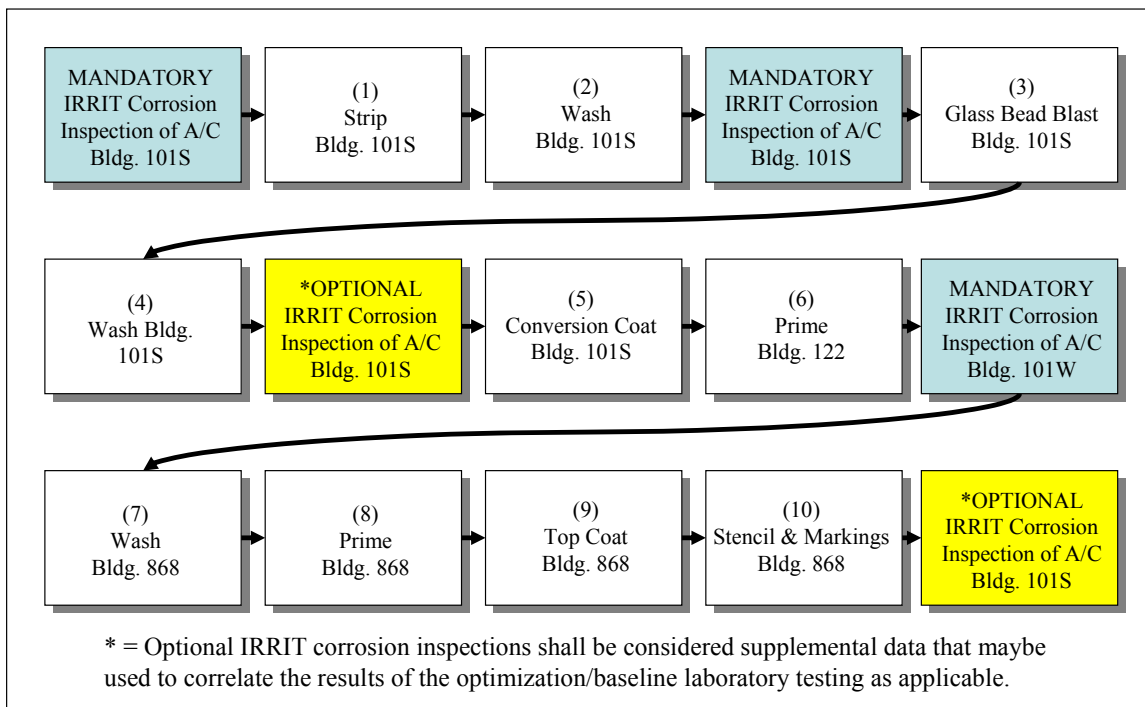 MANDATORY
IRRIT Corrosion
Inspection of A/C
Bldg. 101S
(1)
Strip
Bldg. 101S
(2)
Wash
Bldg. 101S
MANDATORY
IRRIT Corrosion
Inspection of A/C
Bldg. 101S
(3)
Glass Bead Blast
Bldg. 101S
(4)
Wash Bldg.
101S
*OPTIONAL
IRRIT Corrosion
Inspection of A/C
Bldg. 101S
(5)
Conversion Coat
Bldg. 101S
(6)
Prime
Bldg. 122
MANDATORY
IRRIT Corrosion
Inspection of A/C
Bldg. 101W
(7)
Wash
Bldg. 868
(8)
Prime
Bldg. 868
(9)
Top Coat
Bldg. 868
(10)
Stencil & Markings
Bldg. 868
*OPTIONAL
IRRIT Corrosion
Inspection of A/C
Bldg. 101S
* = Optional IRRIT corrosion inspections shall be considered supplemental data that maybe
used to correlate the results of the optimization/baseline laboratory testing as applicable.